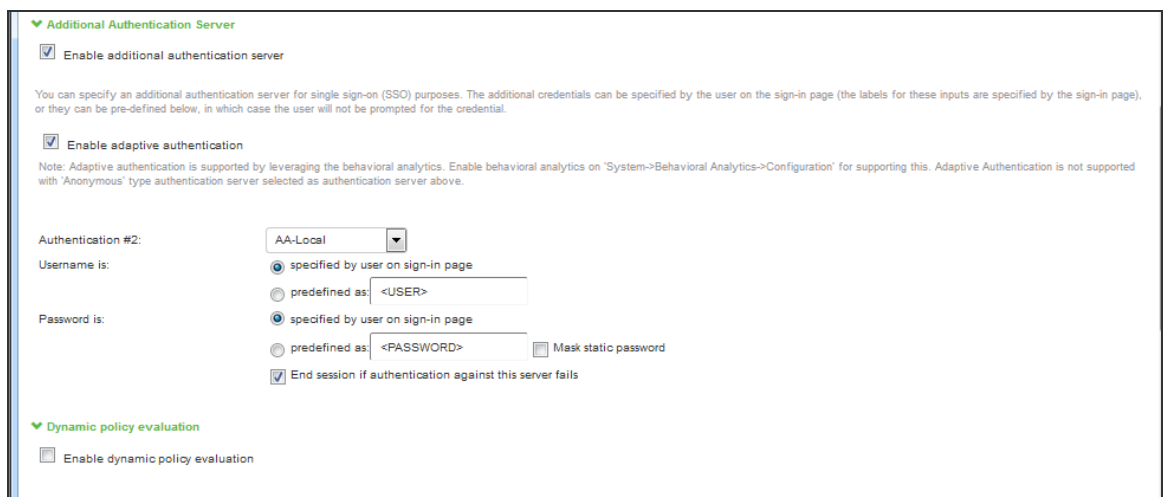 Additional Authentication Server
Enable additional authentication server
You can specify an additional authentication server for single sign-on (SSO) purposes. The additional credentials can be specified by the user on the sign-in page (the labels for these inputs are specified by the sign-in page),
or they can be pre-defined below, in which case the user will not be prompted for the credential.
Enable adaptive authentication
Note: Adaptive authentication is supported by leveraging the behavioral analytics. Enable behavioral analytics on 'System->Behavioral Analytics->Configuration' for supporting this. Adaptive Authentication is not supported
with 'Anonymous' type authentication server selected as authentication server above.
Authentication #2: AA-Local
Username is: specified by user on sign-in page
predefined as: <USER>
Password is: specified by user on sign-in page
predefined as: <PASSWORD> Mask static password
End session if authentication against this server fails
Dynamic policy evaluation
Enable dynamic policy evaluation